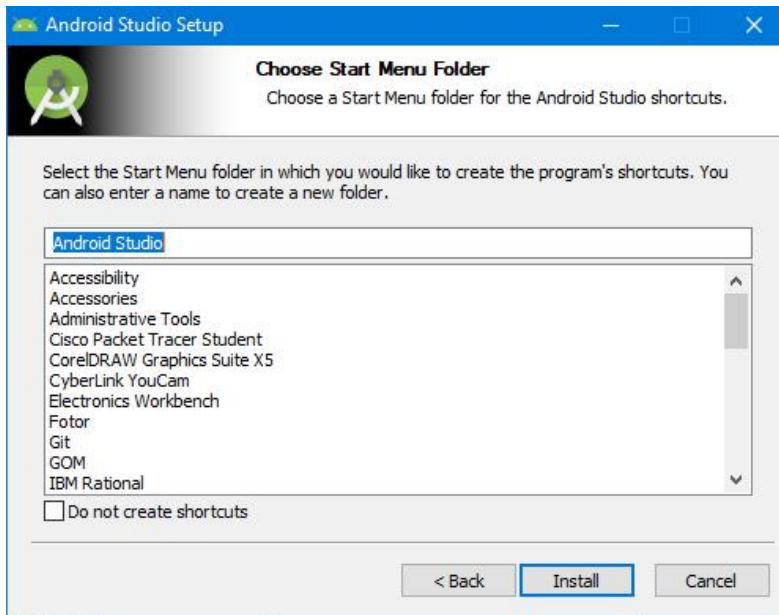 Android Studio Setup
Choose Start Menu Folder
Choose a Start Menu folder for the Android Studio shortcuts.
Select the Start Menu folder in which you would like to create the program's shortcuts. You
can also enter a name to create a new folder.
Android Studio
Accessibility
Accessories
Administrative Tools
Cisco Packet Tracer Student
CorelDRAW Graphics Suite X5
CyberLink YouCam
Electronics Workbench
Fotor
Git
GOM
IBM Rational
Do not create shortcuts
< Back Install Cancel